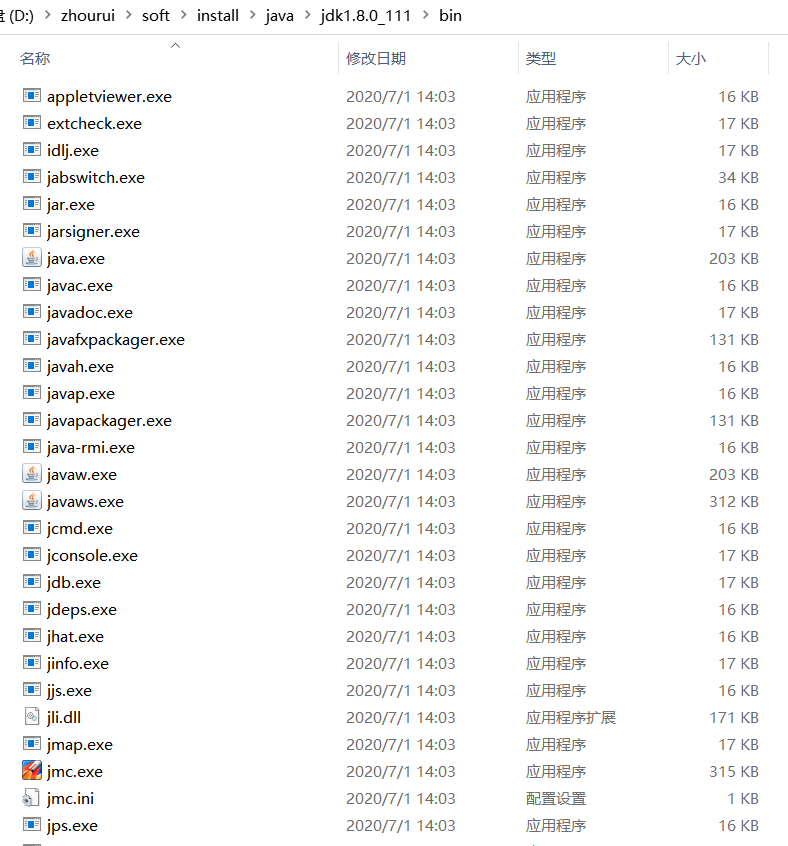 (D:) > zhourui > soft > install > java > jdk1.8.0_111 > bin
名称 修改日期 类型 大小
appletviewer.exe 2020/7/1 14:03 应用程序 16 KB
extcheck.exe 2020/7/1 14:03 应用程序 17 KB
idlj.exe 2020/7/1 14:03 应用程序 17 KB
jabswitch.exe 2020/7/1 14:03 应用程序 34 KB
jar.exe 2020/7/1 14:03 应用程序 16 KB
jarsigner.exe 2020/7/1 14:03 应用程序 17 KB
java.exe 2020/7/1 14:03 应用程序 203 KB
javac.exe 2020/7/1 14:03 应用程序 16 KB
javadoc.exe 2020/7/1 14:03 应用程序 17 KB
javafxpackager.exe 2020/7/1 14:03 应用程序 131 KB
javah.exe 2020/7/1 14:03 应用程序 16 KB
javap.exe 2020/7/1 14:03 应用程序 16 KB
javapackager.exe 2020/7/1 14:03 应用程序 131 KB
java-rmi.exe 2020/7/1 14:03 应用程序 16 KB
javaw.exe 2020/7/1 14:03 应用程序 203 KB
javaws.exe 2020/7/1 14:03 应用程序 312 KB
jcmd.exe 2020/7/1 14:03 应用程序 16 KB
jconsole.exe 2020/7/1 14:03 应用程序 17 KB
jdb.exe 2020/7/1 14:03 应用程序 17 KB
jdeps.exe 2020/7/1 14:03 应用程序 16 KB
jhat.exe 2020/7/1 14:03 应用程序 16 KB
jinfo.exe 2020/7/1 14:03 应用程序 17 KB
jjs.exe 2020/7/1 14:03 应用程序 16 KB
jli.dll 2020/7/1 14:03 应用程序扩展 171 KB
jmap.exe 2020/7/1 14:03 应用程序 17 KB
jmc.exe 2020/7/1 14:03 应用程序 315 KB
jmc.ini 2020/7/1 14:03 配置设置 1 KB
jps.exe 2020/7/1 14:03 应用程序 16 KB